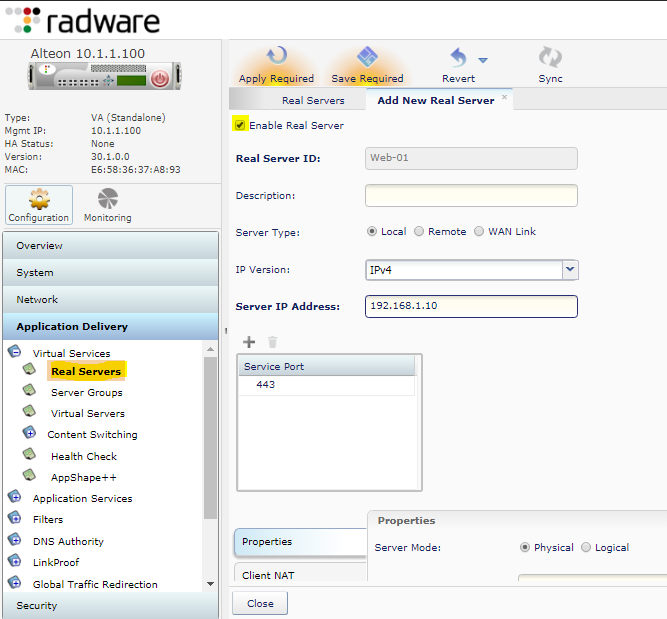 radware
Alteon 10.1.1.100
Type: VA (Standalone)
Mgmt IP: 10.1.1.100
HA Status: None
Version: 30.1.0.0
MAC: E6:58:36:37:A8:93
Configuration Monitoring
Overview
System
Network
Application Delivery
Virtual Services
Real Servers
Server Groups
Virtual Servers
Content Switching
Health Check
AppShape++
Application Services
Filters
DNS Authority
LinkProof
Global Traffic Redirection
Security
Apply Required Save Required Revert Sync
Real Servers Add New Real Server ×
Enable Real Server
Real Server ID: Web-01
Description:
Server Type: Local Remote WAN Link
IP Version: IPv4
Server IP Address: 192.168.1.10
Service Port
443
Properties
Client NAT
Properties
Server Mode: Physical Logical
Close